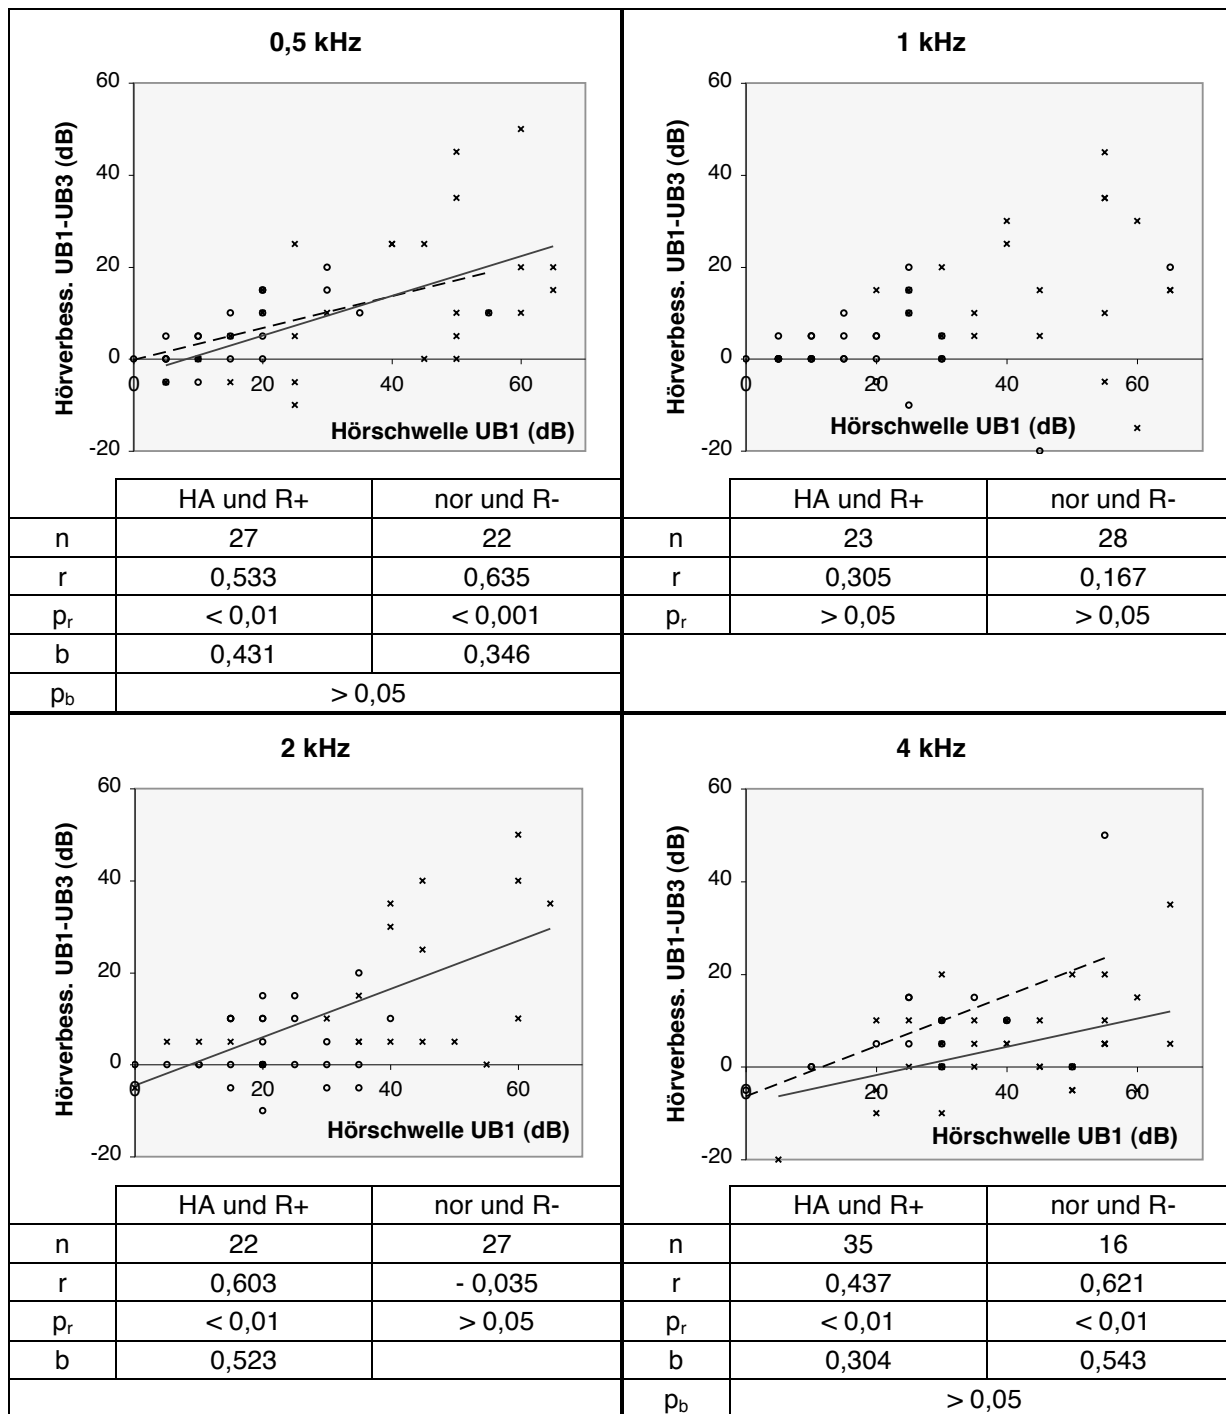 0,5 kHz
60
40
20
0
-20
0 20 40 60
Hörverbess. UB1-UB3 (dB)
Hörschwelle UB1 (dB)
HA und R+ nor und R-
n 27 22
r 0,533 0,635
pr < 0,01 < 0,001
b 0,431 0,346
pb > 0,05
1 kHz
60
40
20
0
-20
0 20 40 60
Hörverbess. UB1-UB3 (dB)
Hörschwelle UB1 (dB)
HA und R+ nor und R-
n 23 28
r 0,305 0,167
pr > 0,05 > 0,05
2 kHz
60
40
20
0
-20
0 20 40 60
Hörverbess. UB1-UB3 (dB)
Hörschwelle UB1 (dB)
HA und R+ nor und R-
n 22 27
r 0,603 - 0,035
pr < 0,01 > 0,05
b 0,523
4 kHz
60
40
20
0
-20
0 20 40 60
Hörverbess. UB1-UB3 (dB)
Hörschwelle UB1 (dB)
HA und R+ nor und R-
n 35 16
r 0,437 0,621
pr < 0,01 < 0,01
b 0,304 0,543
pb > 0,05